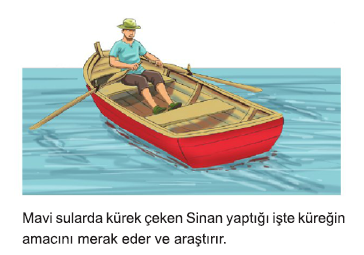 Mavi sularda kürek çeken Sinan yaptığı işte küreğin
amacını merak eder ve araştırır.